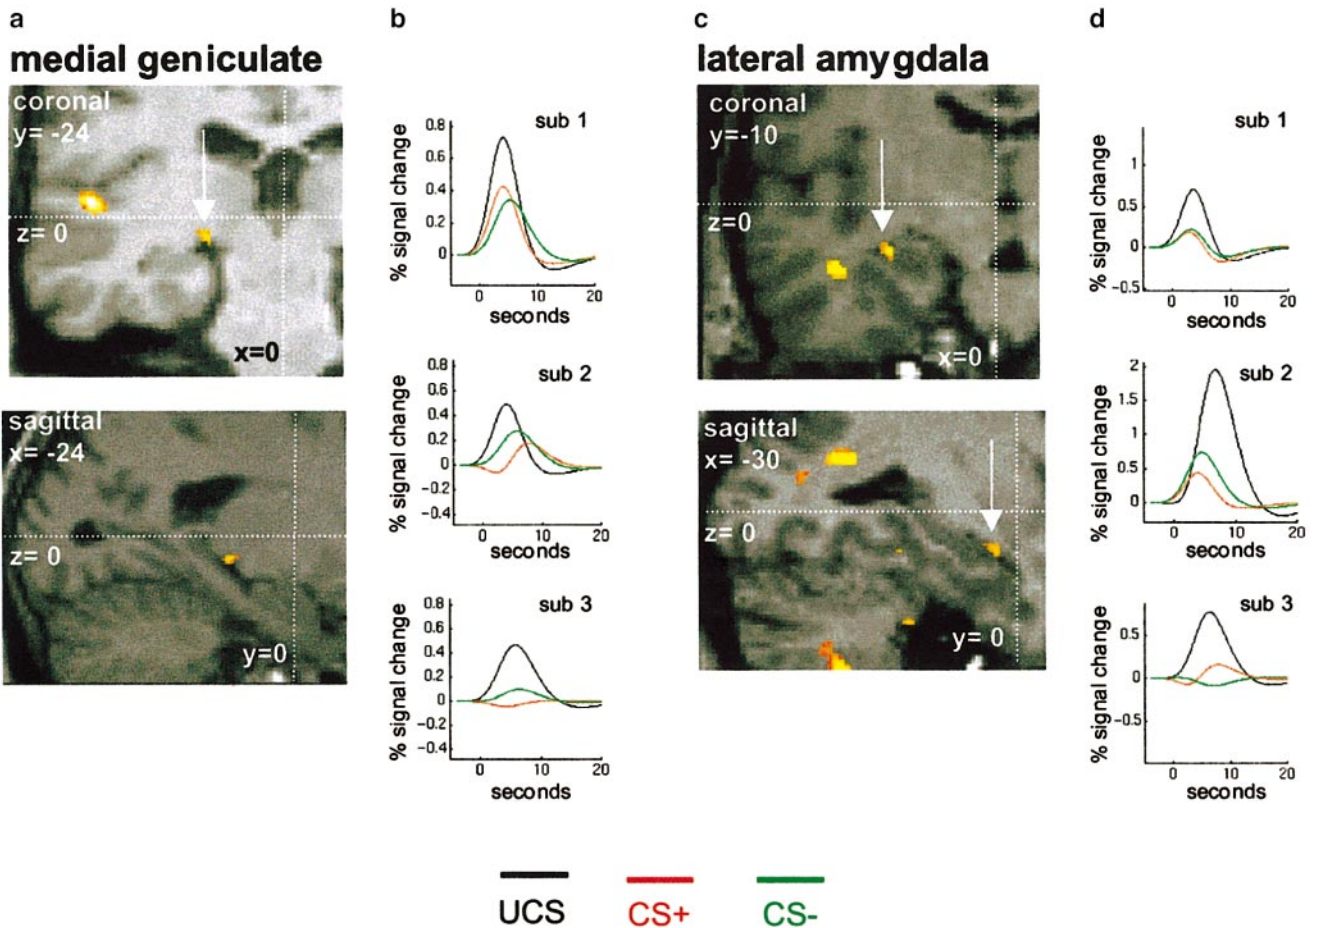 a
medial geniculate
coronal
y= -24
z= 0
x=0
sagittal
x= -24
z= 0
y=0
b
sub 1
% signal change
0.8
0.6
0.4
0.2
0
0
10
20
seconds
sub 2
% signal change
0.8
0.6
0.4
0.2
0
-0.2
-0.4
0
10
20
seconds
sub 3
% signal change
0.8
0.6
0.4
0.2
0
-0.2
-0.4
0
10
20
seconds
c
lateral amygdala
coronal
y=-10
z=0
x=0
sagittal
x= -30
z= 0
y= 0
d
sub 1
% signal change
1
0.5
0
-0.5
0
10
20
seconds
sub 2
% signal change
2
1.5
1
0.5
0
0
10
20
seconds
sub 3
% signal change
0.5
0
-0.5
0
10
20
seconds
UCS
CS+
CS-